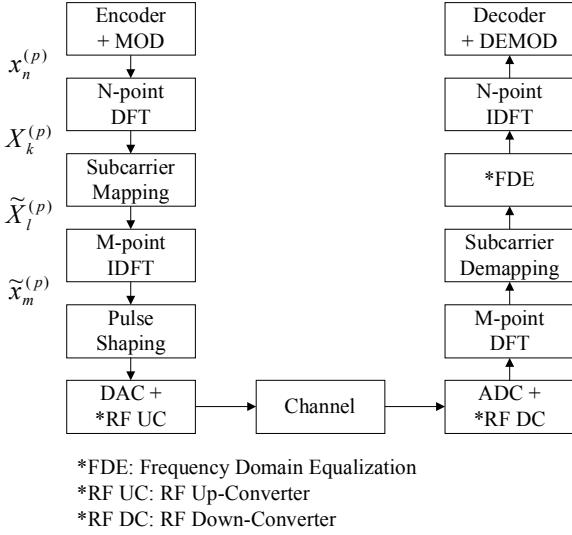 Encoder
+ MOD
x_n^{(p)}
N-point
DFT
X_k^{(p)}
Subcarrier
Mapping
X̃_l^{(p)}
M-point
IDFT
x̃_m^{(p)}
Pulse
Shaping
DAC +
*RF UC
Channel
ADC +
*RF DC
M-point
DFT
Subcarrier
Demapping
*FDE
N-point
IDFT
Decoder
+ DEMOD
*FDE: Frequency Domain Equalization
*RF UC: RF Up-Converter
*RF DC: RF Down-Converter